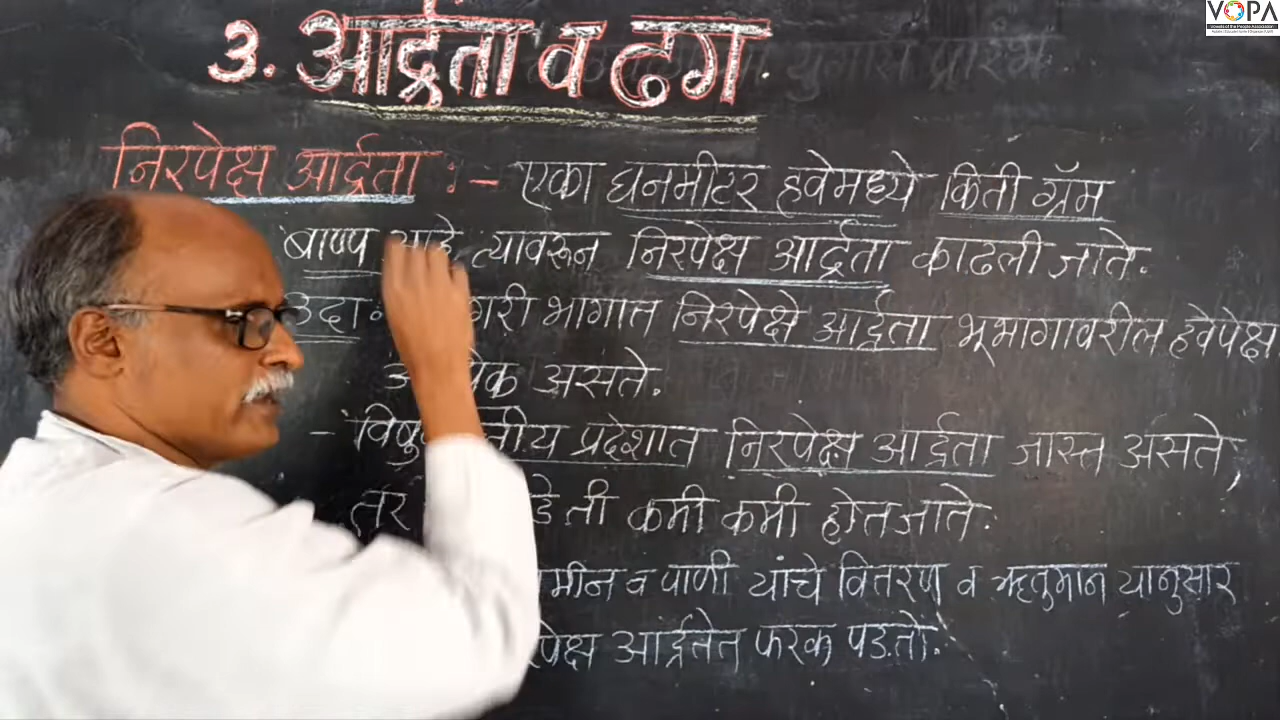 VOPA
३. आर्द्रता व ढग.
निरपेक्ष आर्द्रता :- एका घनमीटर हवेमध्ये किती ग्रॅम
बाष्प आहे त्यावरून निरपेक्ष आर्द्रता काढली जाते.
उदा: गरी भागात निरपेक्षे आर्द्रता भूभागावरील हवेपेक्ष
असते.
- प्रदेशात निरपेक्ष आर्द्रता जास्त असते,
तर ती कमी कमी होत जाते.
मीन व पाणी यांचे वितरण व ऋतुमान यानुसार
पेक्ष आर्द्रतेत फरक पडतो.